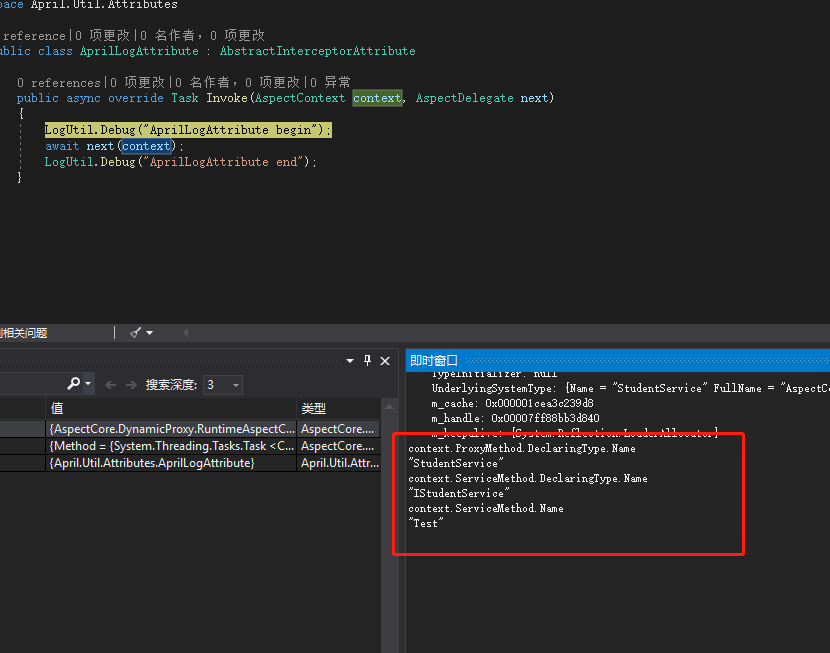 pace April.Util.Attributes
reference|0 项更改|0 名作者, 0 项更改
ublic class AprilLogAttribute : AbstractInterceptorAttribute
0 references|0 项更改|0 名作者, 0 项更改|0 异常
public async override Task Invoke(AspectContext context, AspectDelegate next)
{
LogUtil.Debug("AprilLogAttribute begin");
await next(context);
LogUtil.Debug("AprilLogAttribute end");
}
相关问题
搜索深度: 3
值 类型
{AspectCore.DynamicProxy.RuntimeAspectC... AspectCore....
{Method = {System.Threading.Tasks.Task <C... AspectCore....
{April.Util.Attributes.AprilLogAttribute} April.Util.Attr...
即时窗口
TypeInitializer: null
UnderlyingSystemType: {Name = "StudentService" FullName = "AspectCo
m_cache: 0x000001cea3c239d8
m_handle: 0x00007ff88bb3d840
m_keepalive: {System.Reflection.LoaderAllocator}
context.ProxyMethod.DeclaringType.Name
"StudentService"
context.ServiceMethod.DeclaringType.Name
"IStudentService"
context.ServiceMethod.Name
"Test"